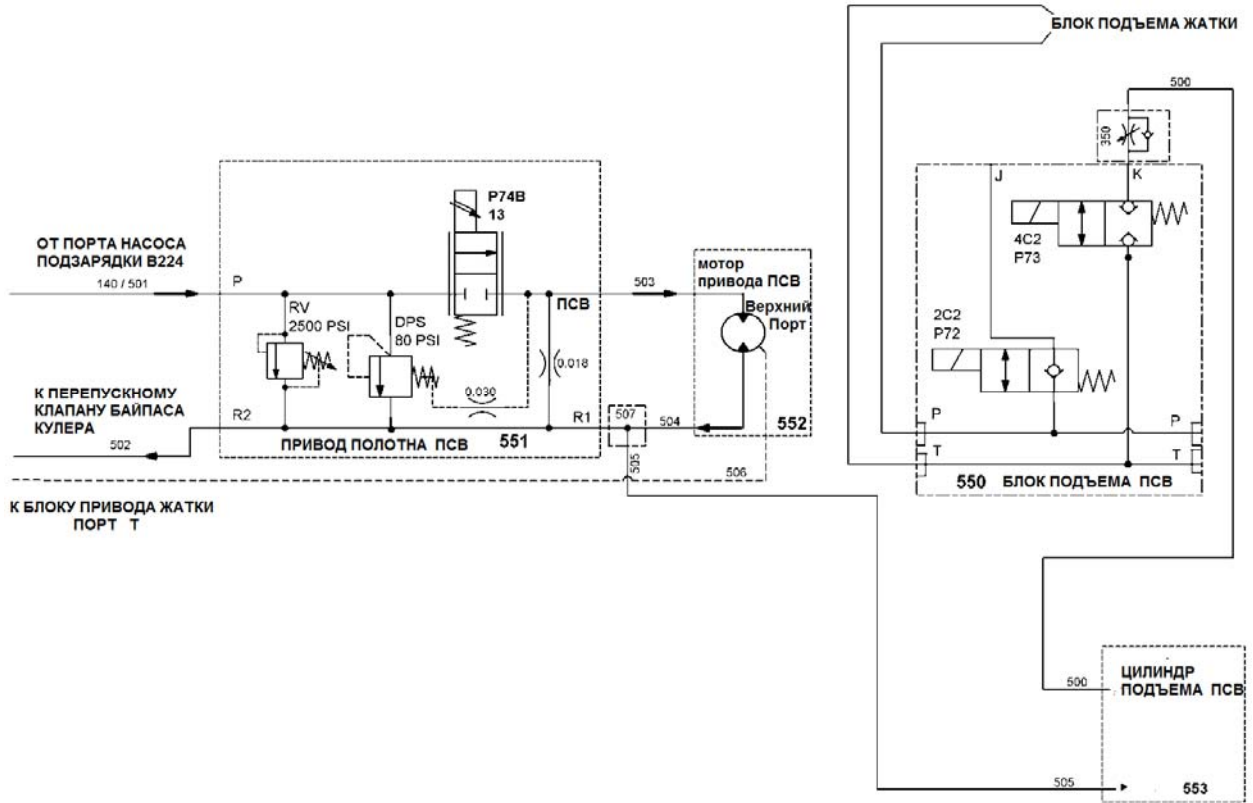 БЛОК ПОДЪЕМА ЖАТКИ
500
350
J
K
P74B
13
4C2
P73
ОТ ПОРТА НАСОСА
ПОДЗАРЯДКИ В224
140 / 501
P
RV
2500 PSI
DPS
80 PSI
ПСВ
503
мотор
привода ПСВ
Верхний
Порт
0.018
0.030
2C2
P72
К ПЕРЕПУСКНОМУ
КЛАПАНУ БАЙПАСА
КУЛЕРА
502
R2
R1
507
504
552
ПРИВОД ПОЛОТНА ПСВ
551
505
506
P
P
T
T
550
БЛОК ПОДЪЕМА ПСВ
К БЛОКУ ПРИВОДА ЖАТКИ
ПОРТ Т
ЦИЛИНДР
ПОДЪЕМА ПСВ
500
505
553